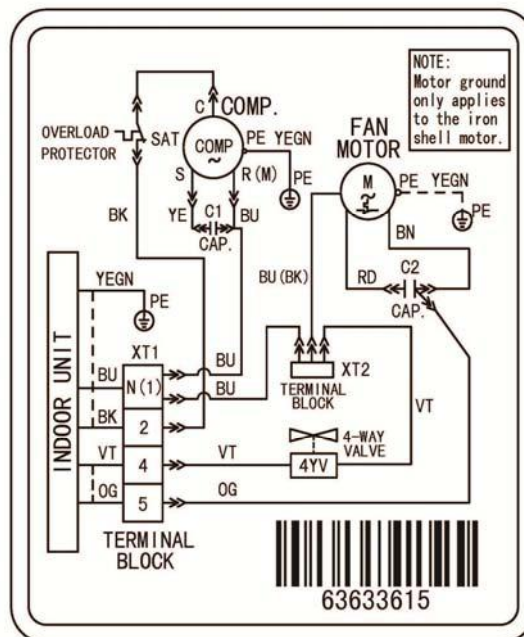 NOTE:
Motor ground
only applies
to the iron
shell motor.
C COMP.
OVERLOAD
PROTECTOR
SAT
COMP
~
PE YEGN
PE
S
R(M)
FAN
MOTOR
M
~
PE YEGN
PE
BK
YE
C1
CAP.
BU
BU(BK)
RD
BN
C2
CAP.
INDOOR UNIT
YEGN
PE
XT1
BU
N(1)
BU
BU
XT2
TERMINAL
BLOCK
BK
2
VT
4
VT
4YV
4-WAY
VALVE
VT
OG
5
OG
TERMINAL
BLOCK
63633615